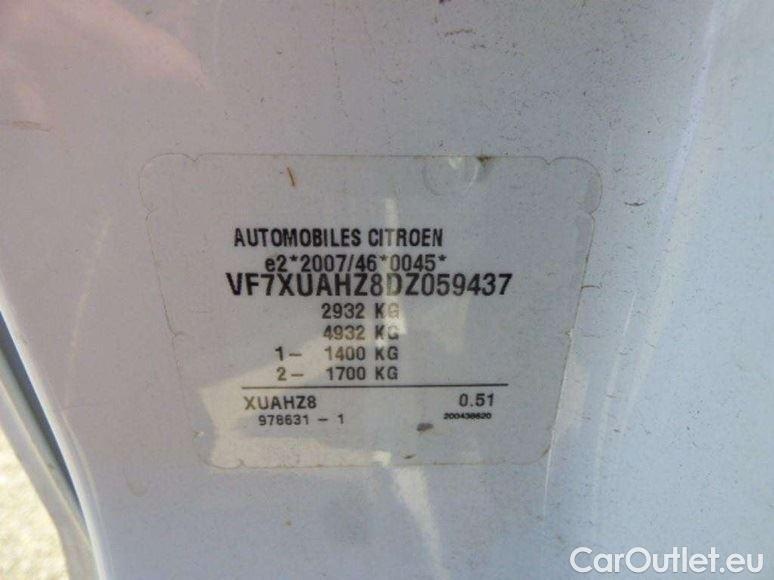 AUTOMOBILES CITROEN
e2*2007/46*0045*
VF7XUAHZ8DZ059437
2932 KG
4932 KG
1- 1400 KG
2- 1700 KG
XUAHZ8 0.51
978631 - 1 200438620
CarOutlet.eu